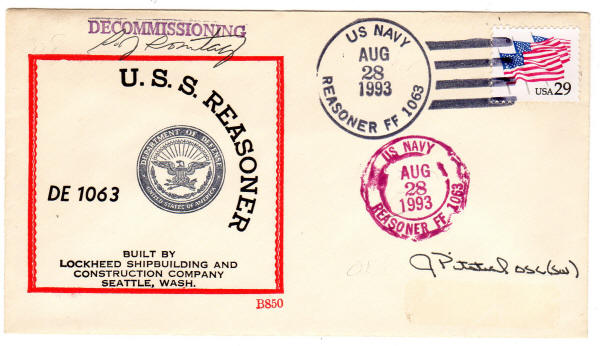 DECOMMISSIONING
U.S.S. REASONER
DE 1063
DEPARTMENT OF DEFENSE
UNITED STATES OF AMERICA
BUILT BY
LOCKHEED SHIPBUILDING AND
CONSTRUCTION COMPANY
SEATTLE, WASH.
B850
US NAVY
AUG
28
1993
REASONER FF 1063
USA 29
US NAVY
AUG
28
1993
REASONER FF 1063
OSC(SW)